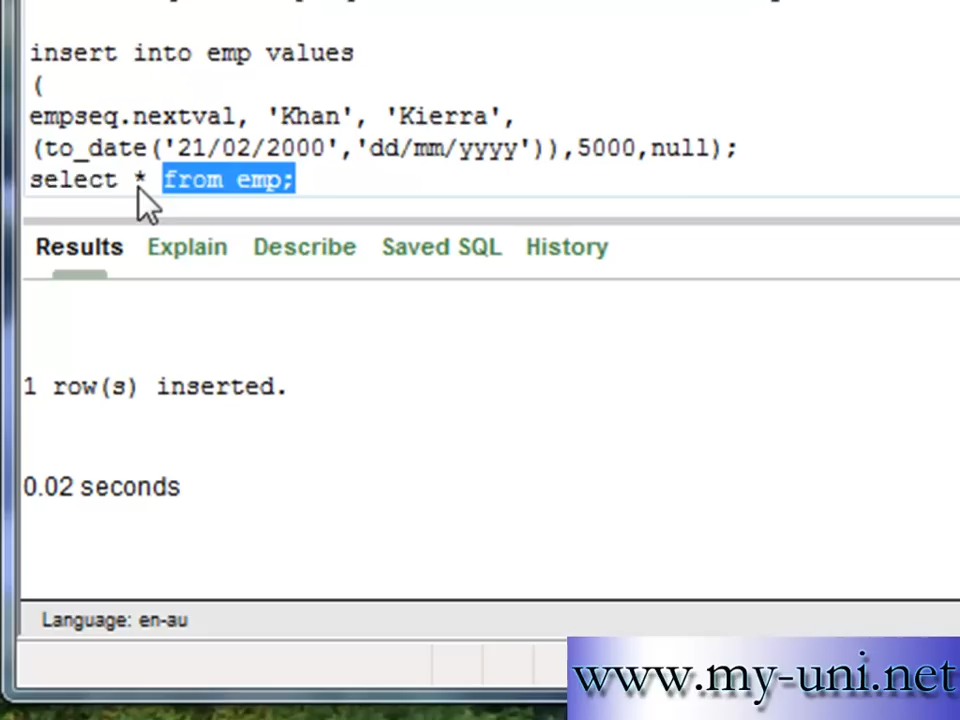 insert into emp values
(
empseq.nextval, 'Khan', 'Kierra',
(to_date('21/02/2000','dd/mm/yyyy')),5000,null);
select * from emp;
Results Explain Describe Saved SQL History
1 row(s) inserted.
0.02 seconds
Language: en-au
www.my-uni.net